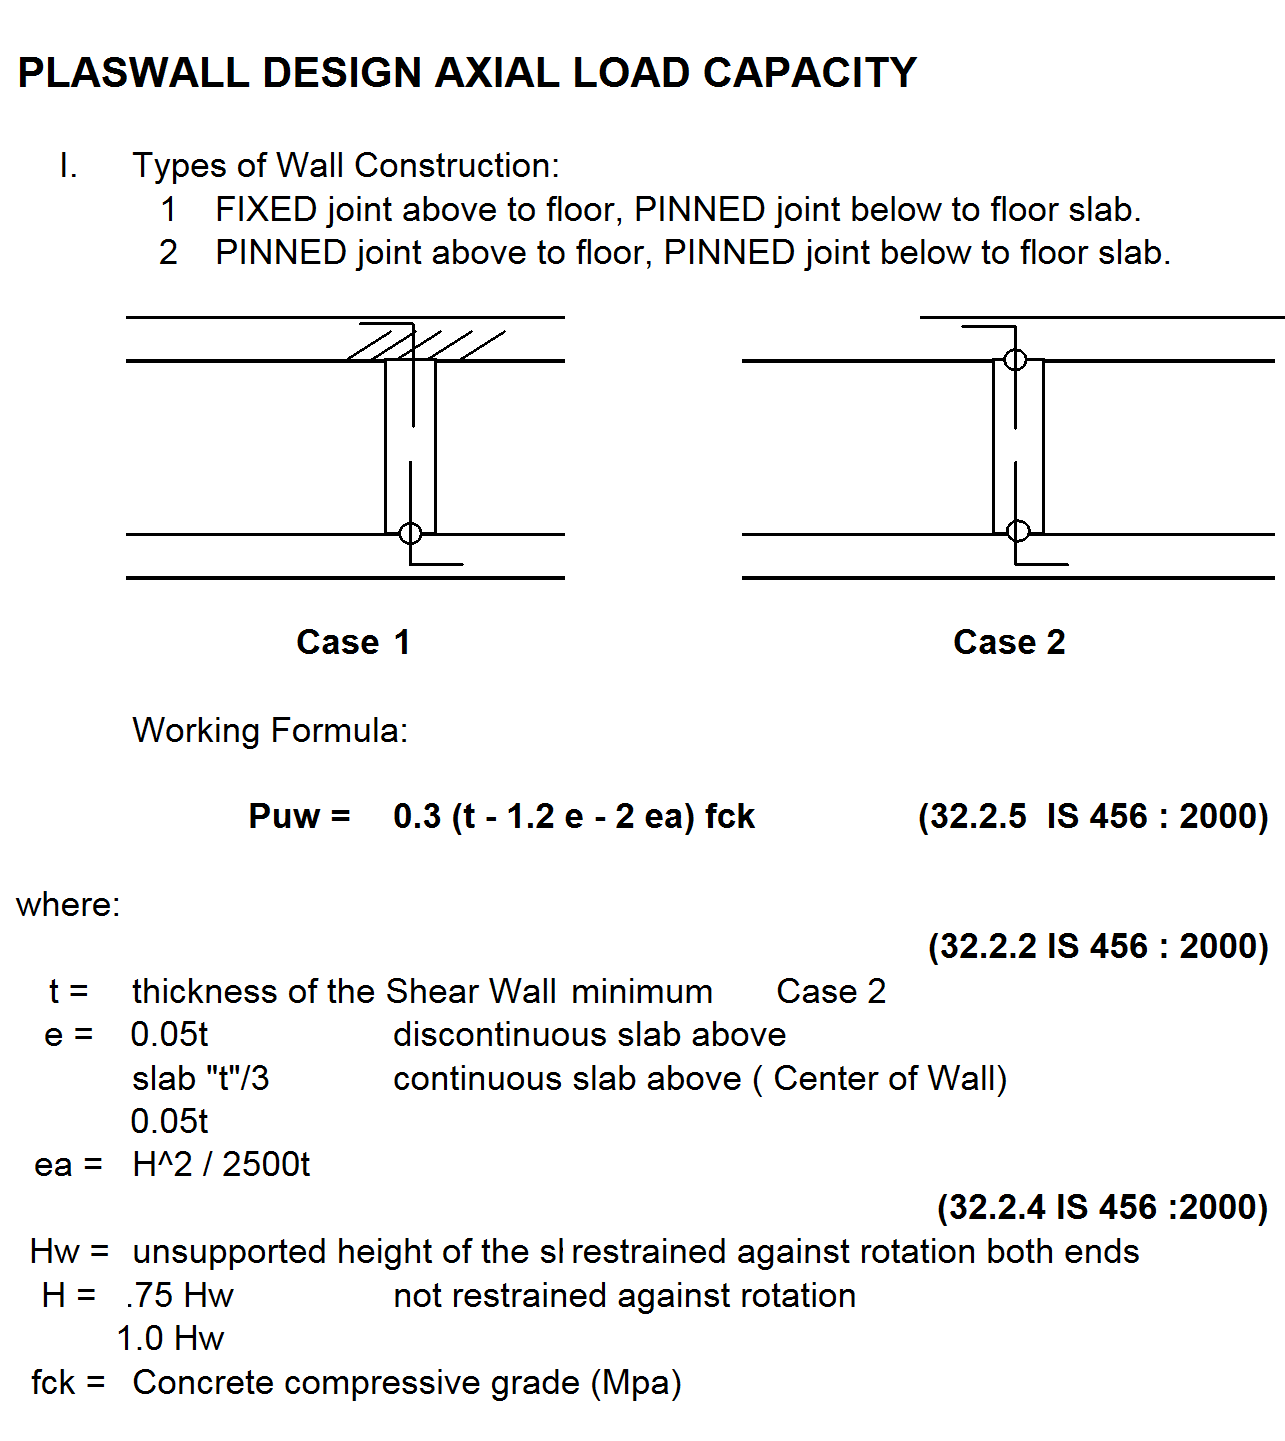 PLASWALL DESIGN AXIAL LOAD CAPACITY
I. Types of Wall Construction:
1 FIXED joint above to floor, PINNED joint below to floor slab.
2 PINNED joint above to floor, PINNED joint below to floor slab.
Case 1 Case 2
Working Formula:
Puw = 0.3 (t - 1.2 e - 2 ea) fck (32.2.5 IS 456 : 2000)
where:
(32.2.2 IS 456 : 2000)
t = thickness of the Shear Wall minimum Case 2
e = 0.05t discontinuous slab above
slab "t"/3 continuous slab above ( Center of Wall)
0.05t
ea = H^2 / 2500t
(32.2.4 IS 456 :2000)
Hw = unsupported height of the restrained against rotation both ends
H = .75 Hw not restrained against rotation
1.0 Hw
fck = Concrete compressive grade (Mpa)